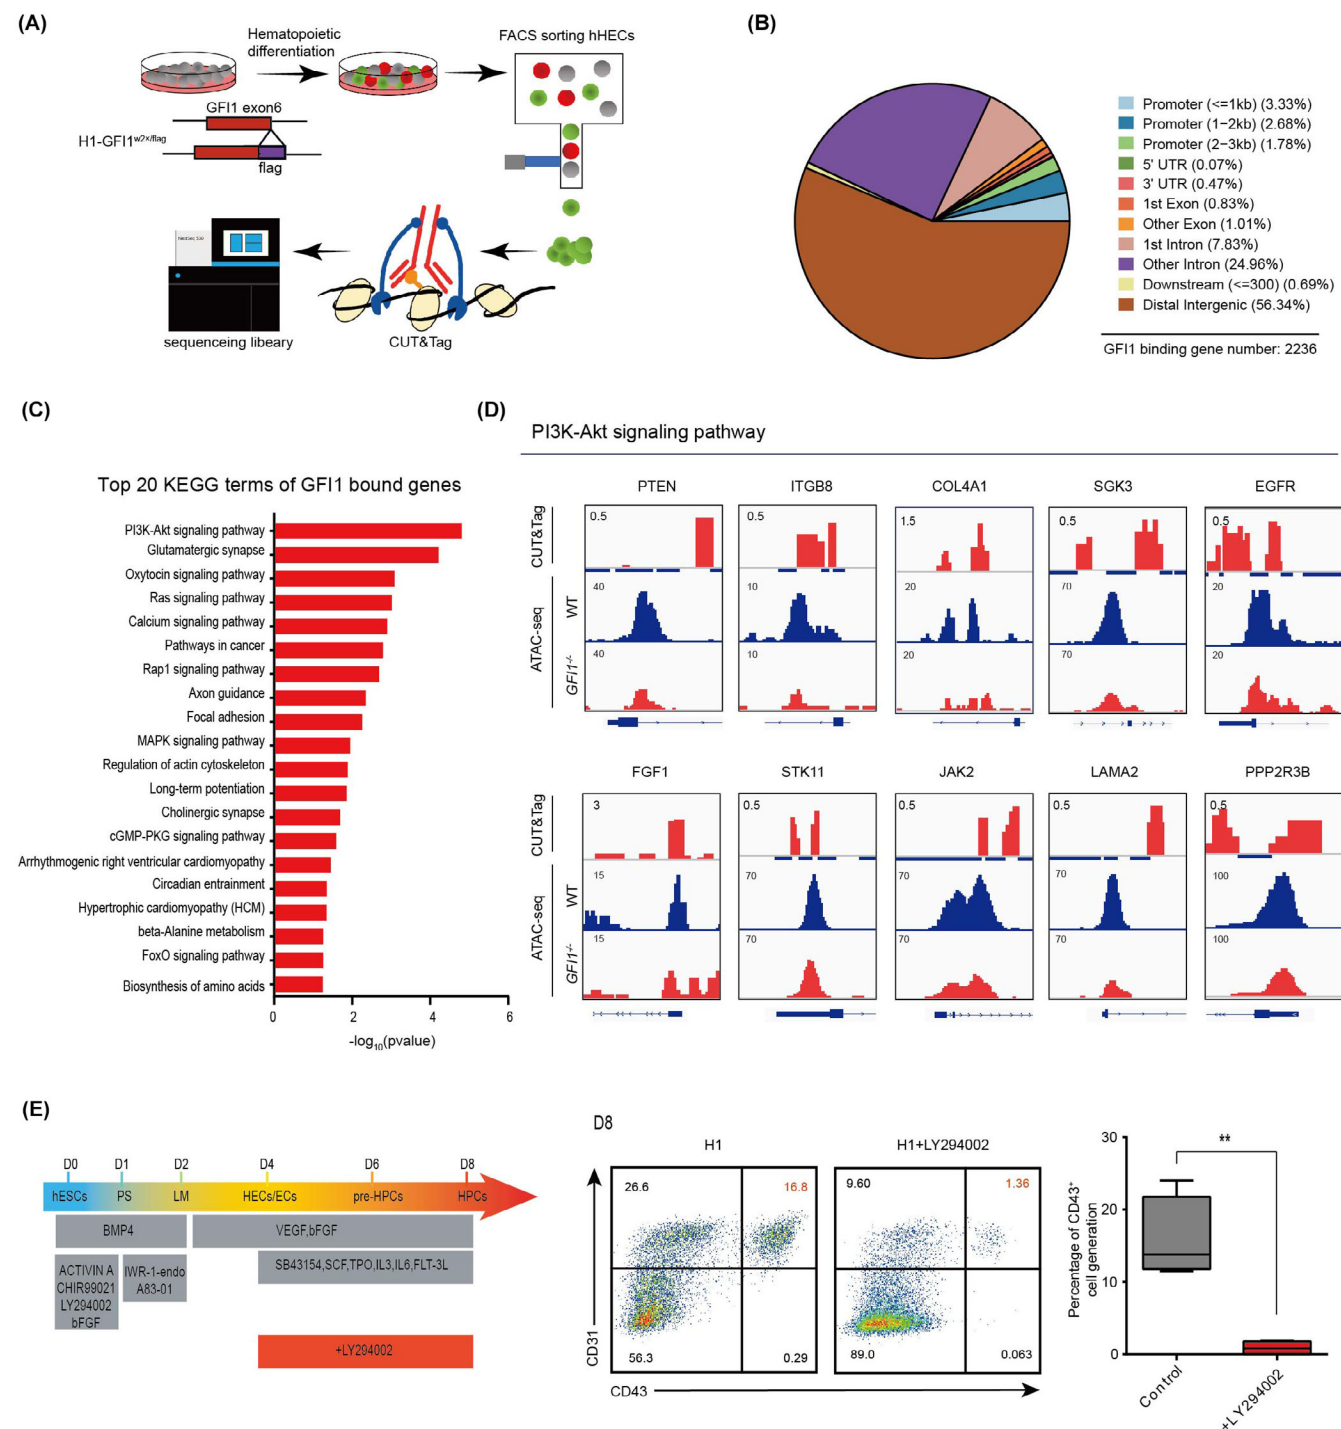 (A)
Hematopoietic
differentiation
FACS sorting hHECs
GFI1 exon6
H1-GFI1w2x/flag
flag
sequenceing libaray
CUT&Tag
(B)
Promoter (<=1kb) (3.33%)
Promoter (1-2kb) (2.68%)
Promoter (2-3kb) (1.78%)
5' UTR (0.07%)
3' UTR (0.47%)
1st Exon (0.83%)
Other Exon (1.01%)
1st Intron (7.83%)
Other Intron (24.96%)
Downstream (<=300) (0.69%)
Distal Intergenic (56.34%)
GFI1 binding gene number: 2236
(C)
Top 20 KEGG terms of GFI1 bound genes
PI3K-Akt signaling pathway
Glutamatergic synapse
Oxytocin signaling pathway
Ras signaling pathway
Calcium signaling pathway
Pathways in cancer
Rap1 signaling pathway
Axon guidance
Focal adhesion
MAPK signaling pathway
Regulation of actin cytoskeleton
Long-term potentiation
Cholinergic synapse
cGMP-PKG signaling pathway
Arrhythmogenic right ventricular cardiomyopathy
Circadian entrainment
Hypertrophic cardiomyopathy (HCM)
beta-Alanine metabolism
FoxO signaling pathway
Biosynthesis of amino acids
0 2 4 6
-log10(pvalue)
(D)
PI3K-Akt signaling pathway
PTEN ITGB8 COL4A1 SGK3 EGFR
CUT&Tag
0.5 0.5 1.5 0.5 0.5
ATAC-seq
WT
40 10 20 70 20
GFI1-/-
40 10 20 70 20
FGF1 STK11 JAK2 LAMA2 PPP2R3B
CUT&Tag
3 0.5 0.5 0.5 0.5
ATAC-seq
WT
15 70 70 70 100
GFI1-/-
15 70 70 70 100
(E)
D0 D1 D2 D4 D6 D8
hESCs PS LM HECs/ECs pre-HPCs HPCs
BMP4
VEGF,bFGF
ACTIVIN A
CHIR99021
LY294002
bFGF
IWR-1-endo
A83-01
SB43154,SCF,TPO,IL3,IL6,FLT-3L
+LY294002
D8
H1
H1+LY294002
26.6 16.8
56.3 0.29
9.60 1.36
89.0 0.063
CD31
CD43
Percentage of CD43+
cell generation
30
20
10
0
**
Control
+LY294002